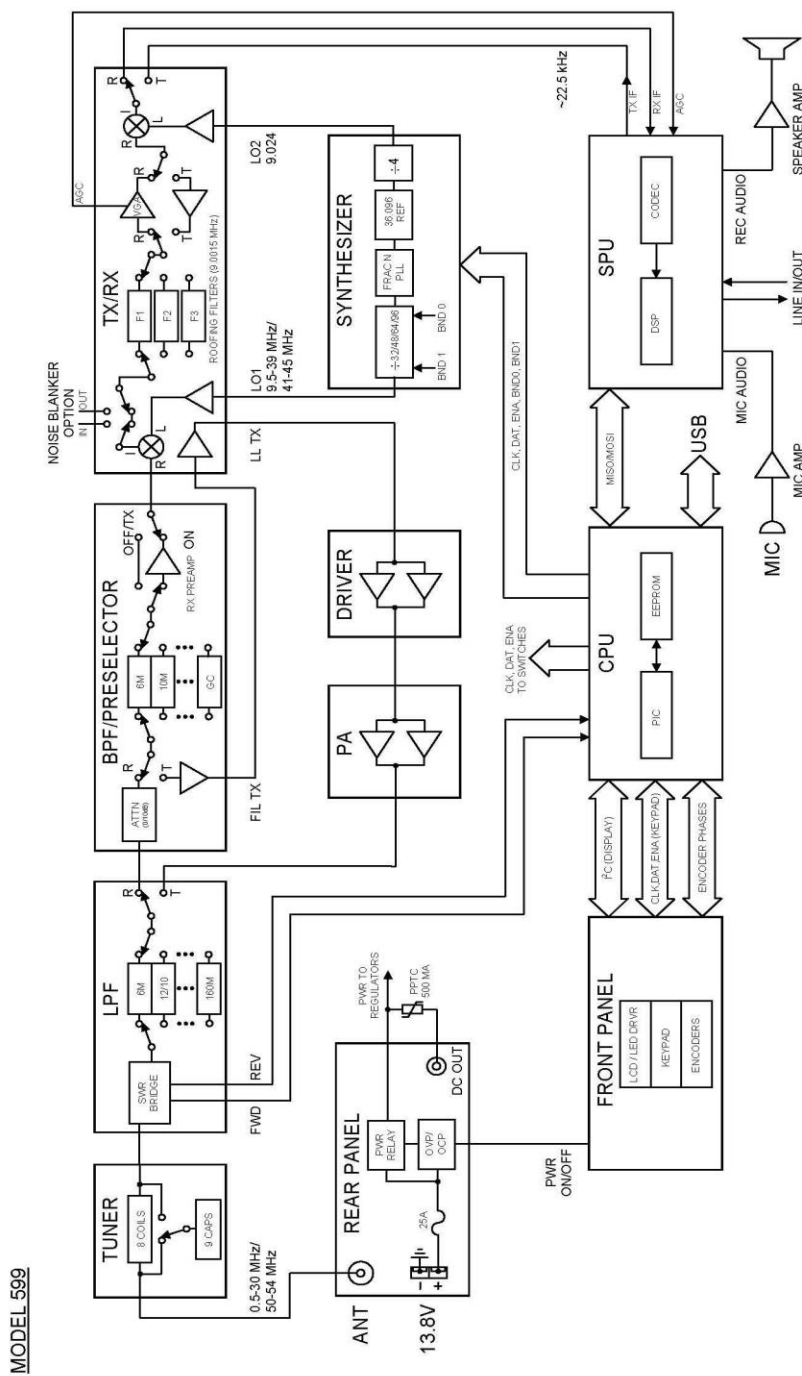 MODEL 599
TUNER
8 COILS
9 CAPS
0.5-30 MHz/
50-54 MHz
LPF
SWR
BRIDGE
6M
12/10
160M
R
T
FWD
REV
BPF/PRESELECTOR
ATTN
(0/10dB)
R
T
6M
10M
GC
OFF/TX
RX PREAMP
ON
FIL TX
NOISE BLANKER
OPTION
IN
OUT
TX/RX
R
I
L
F1
F2
F3
ROOFING FILTERS (9.0015 MHz)
R
T
VGA
R
T
AGC
R
I
L
R
T
LL TX
LO1
9.5-39 MHz/
41-45 MHz
LO2
9.024
~22.5 kHz
REAR PANEL
ANT
13.8V
-
+
25A
PWR
RELAY
OVP/
OCP
DC OUT
PWR TO
REGULATORS
PPTC
500 MA
PA
DRIVER
SYNTHESIZER
÷32/48/64/96
FRAC N
PLL
36.096
REF
÷4
BND 1
BND 0
CLK, DAT, ENA, BND0, BND1
PWR
ON/OFF
FRONT PANEL
LCD / LED DRVR
KEYPAD
ENCODERS
I²C (DISPLAY)
CLK,DAT,ENA (KEYPAD)
ENCODER PHASES
CPU
PIC
EEPROM
CLK, DAT, ENA
TO SWITCHES
MISO/MOSI
USB
SPU
DSP
CODEC
TX IF
RX IF
AGC
MIC
MIC AMP
MIC AUDIO
LINE IN/OUT
REC AUDIO
SPEAKER AMP